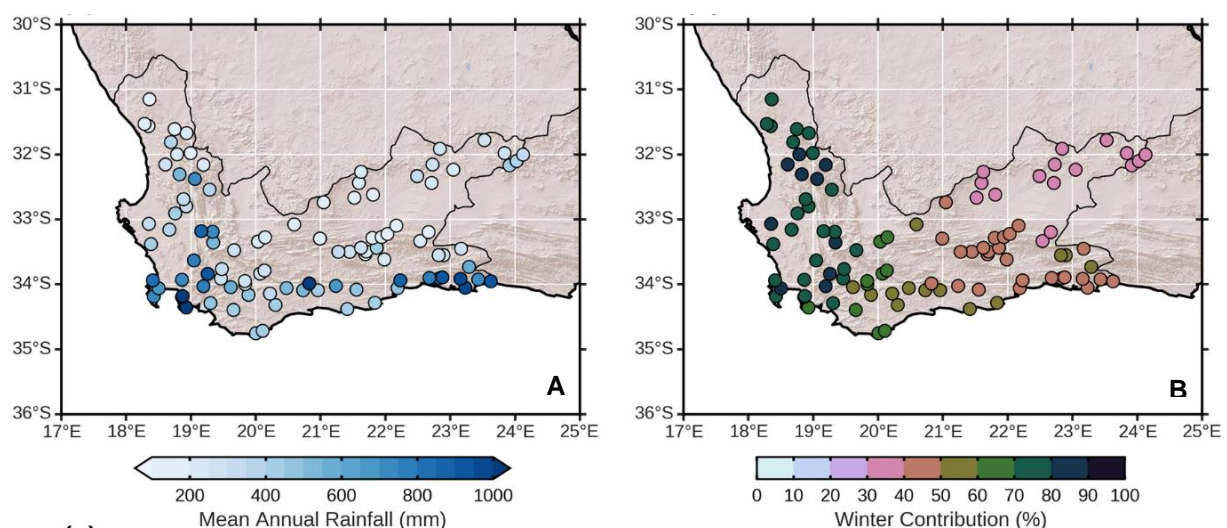 30°S
31°S
32°S
33°S
34°S
35°S
36°S
17°E 18°E 19°E 20°E 21°E 22°E 23°E 24°E 25°E
A
200 400 600 800 1000
Mean Annual Rainfall (mm)
30°S
31°S
32°S
33°S
34°S
35°S
36°S
17°E 18°E 19°E 20°E 21°E 22°E 23°E 24°E 25°E
B
0 10 20 30 40 50 60 70 80 90 100
Winter Contribution (%)